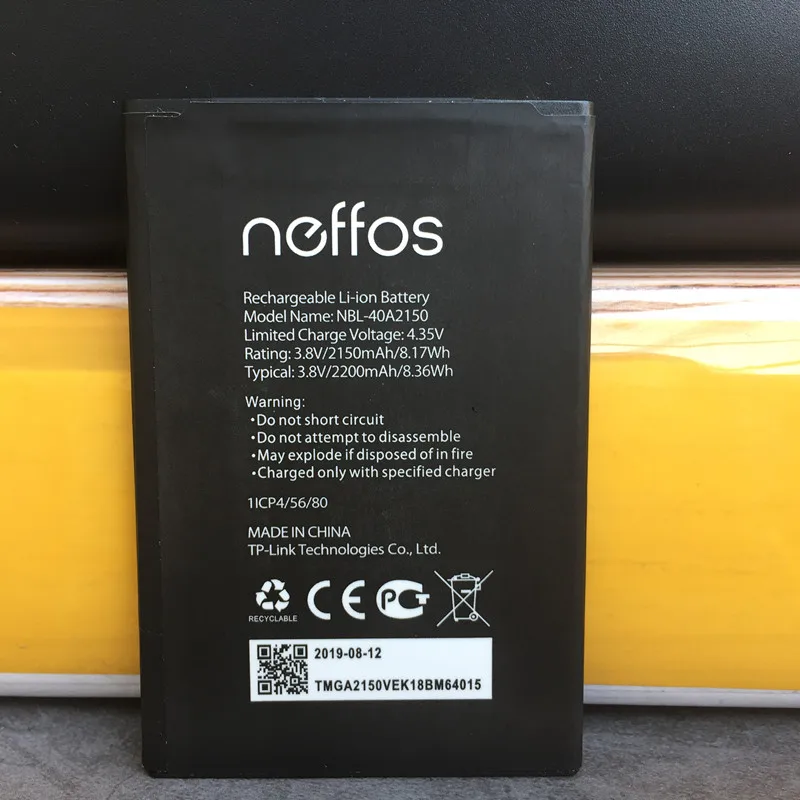 neffos
Rechargeable Li-ion Battery
Model Name: NBL-40A2150
Limited Charge Voltage: 4.35V
Rating: 3.8V/2150mAh/8.17Wh
Typical: 3.8V/2200mAh/8.36Wh
Warning:
•Do not short circuit
•Do not attempt to disassemble
•May explode if disposed of in fire
•Charged only with specified charger
1ICP4/56/80
MADE IN CHINA
TP-Link Technologies Co., Ltd.
RECYCLABLE
CE
PCT
2019-08-12
TMGA2150VEK18BM64015